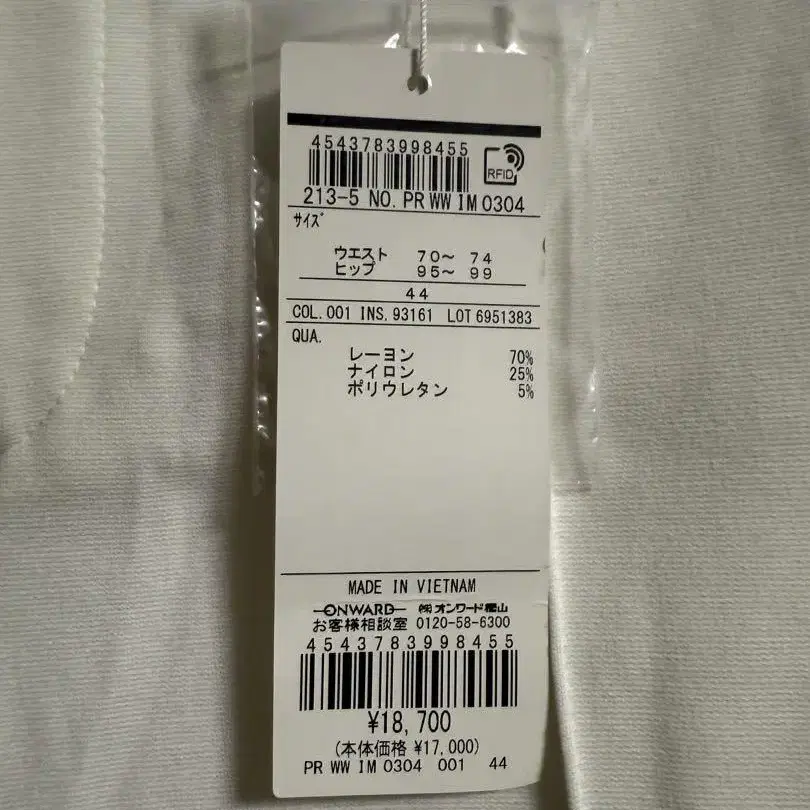 4543783998455
RFID
213-5 NO. PR WW IM 0304
サイズ
ウエスト 70~ 74
ヒップ 95~ 99
44
COL. 001 INS. 93161 LOT 6951383
QUA.
レーヨン 70%
ナイロン 25%
ポリウレタン 5%
MADE IN VIETNAM
ONWARD ㈱オンワード樫山
お客様相談室 0120-58-6300
4543783998455
¥18,700
(本体価格 ¥17,000)
PR WW IM 0304 001 44